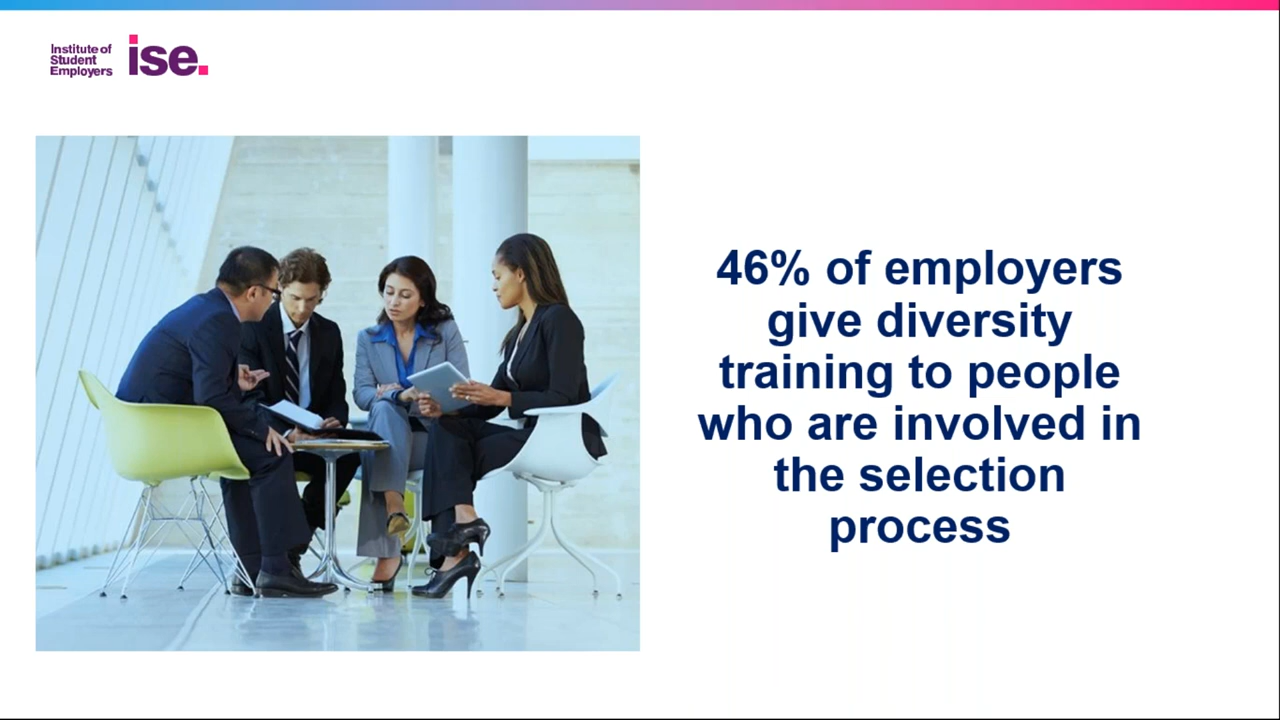 Institute of
Student
Employers
ise.
46% of employers
give diversity
training to people
who are involved in
the selection
process